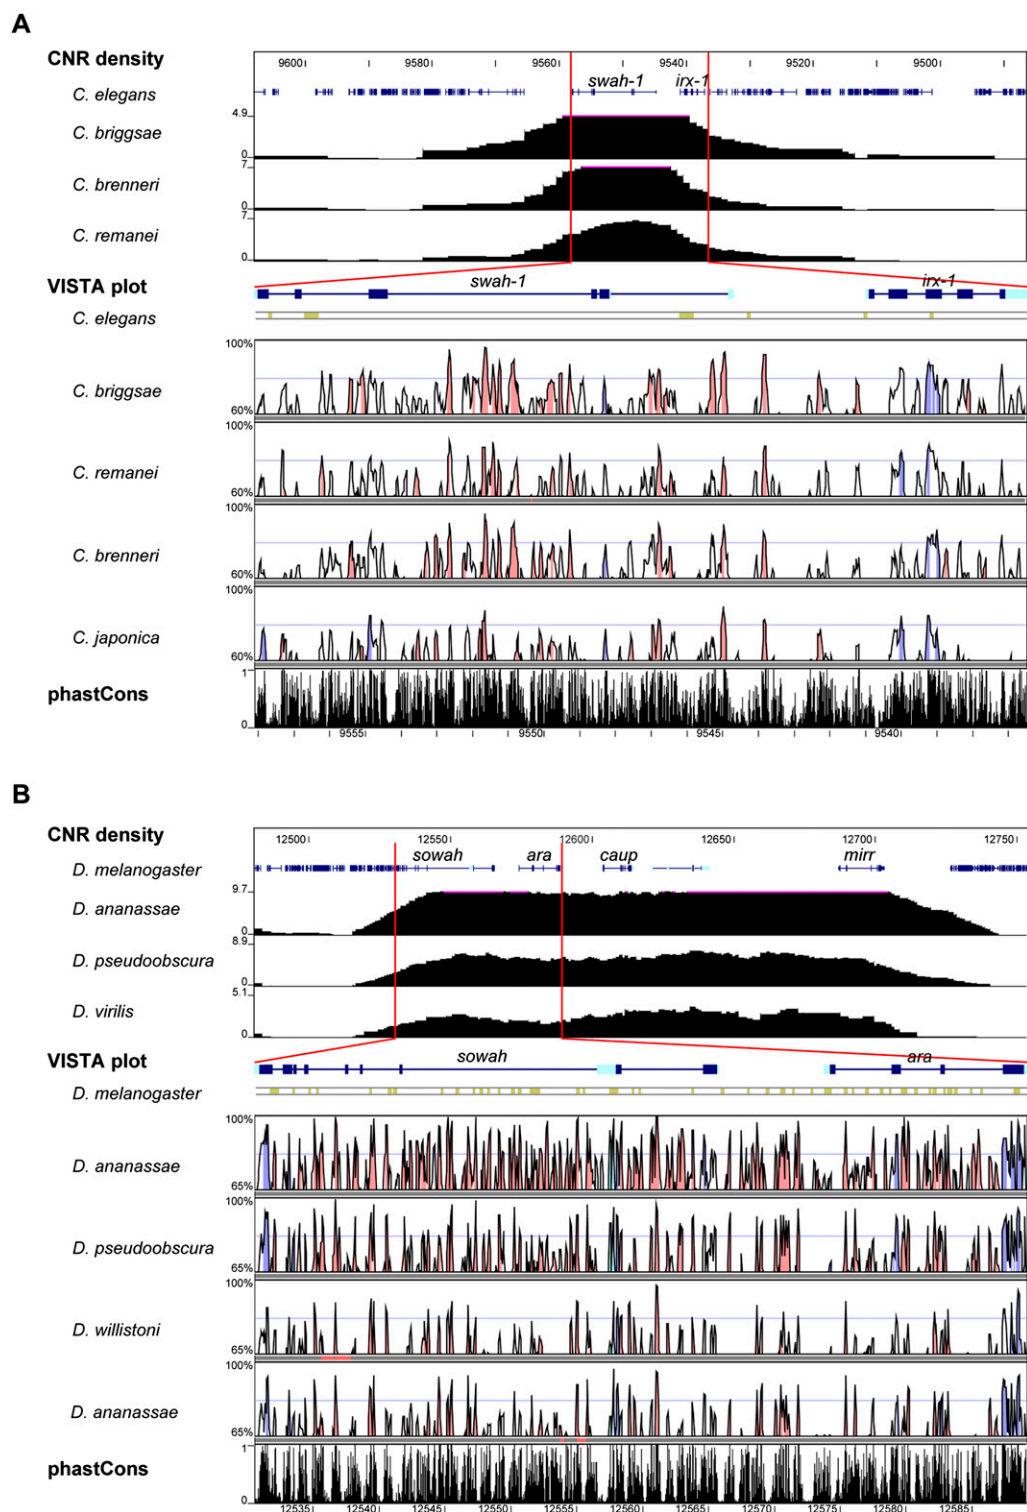 A
CNR density
9600 9580 9560 9540 9520 9500
C. elegans
swah-1 irx-1
4.9
C. briggsae
0
7
C. brenneri
0
7
C. remanei
0
VISTA plot
swah-1 irx-1
C. elegans
100%
C. briggsae
60%
100%
C. remanei
60%
100%
C. brenneri
60%
100%
C. japonica
60%
1
phastCons
0
9555 9550 9545 9540
B
CNR density
12500 12550 12600 12650 12700 12750
sowah ara caup mirr
D. melanogaster
9.7
D. ananassae
0
8.9
D. pseudoobscura
0
5.1
D. virilis
0
VISTA plot
sowah ara
D. melanogaster
100%
D. ananassae
65%
100%
D. pseudoobscura
65%
100%
D. willistoni
65%
100%
D. ananassae
65%
1
phastCons
0
12535 12540 12545 12550 12555 12560 12565 12570 12575 12580 12585